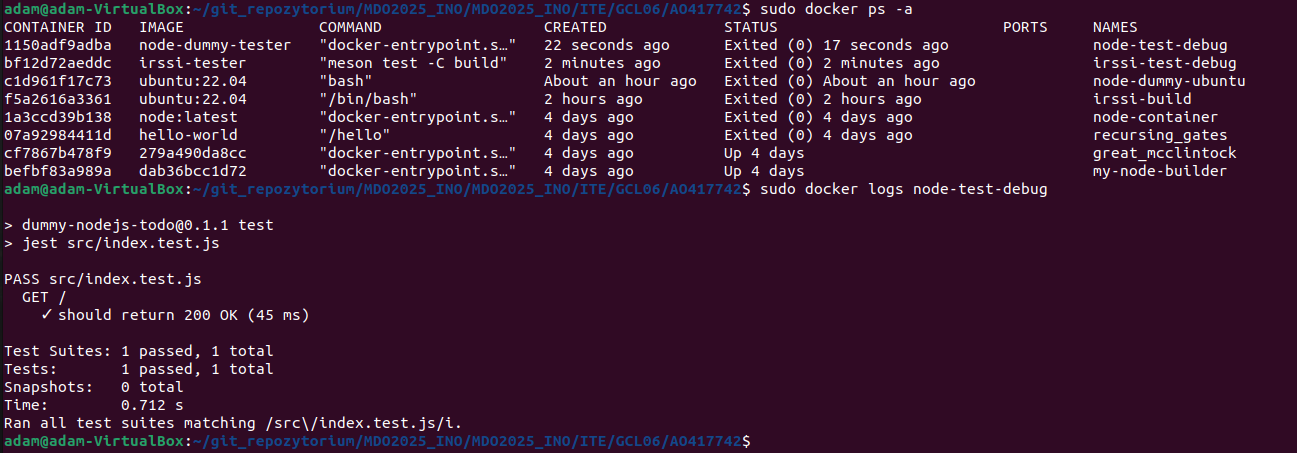 adam@adam-VirtualBox:~/git_repozytorium/MDO2025_INO/MDO2025_INO/ITE/GCL06/AO417742$ sudo docker ps -a
CONTAINER ID   IMAGE               COMMAND                  CREATED             STATUS                         PORTS     NAMES
1150adf9adba   node-dummy-tester   "docker-entrypoint.s…"   22 seconds ago      Exited (0) 17 seconds ago                node-test-debug
bf12d72aeddc   irssi-tester        "meson test -C build"    2 minutes ago       Exited (0) 2 minutes ago                 irssi-test-debug
c1d961f17c73   ubuntu:22.04        "bash"                   About an hour ago   Exited (0) About an hour ago             node-dummy-ubuntu
f5a2616a3361   ubuntu:22.04        "/bin/bash"              2 hours ago         Exited (0) 2 hours ago                   irssi-build
1a3ccd39b138   node:latest         "docker-entrypoint.s…"   4 days ago          Exited (0) 4 days ago                    node-container
07a92984411d   hello-world         "/hello"                 4 days ago          Exited (0) 4 days ago                    recursing_gates
cf7867b478f9   279a490da8cc        "docker-entrypoint.s…"   4 days ago          Up 4 days                                great_mcclintock
befbf83a989a   dab36bcc1d72        "docker-entrypoint.s…"   4 days ago          Up 4 days                                my-node-builder
adam@adam-VirtualBox:~/git_repozytorium/MDO2025_INO/MDO2025_INO/ITE/GCL06/AO417742$ sudo docker logs node-test-debug
> dummy-nodejs-todo@0.1.1 test
> jest src/index.test.js
PASS src/index.test.js
  GET /
    ✓ should return 200 OK (45 ms)
Test Suites: 1 passed, 1 total
Tests:       1 passed, 1 total
Snapshots:   0 total
Time:        0.712 s
Ran all test suites matching /src\/index.test.js/i.
adam@adam-VirtualBox:~/git_repozytorium/MDO2025_INO/MDO2025_INO/ITE/GCL06/AO417742$